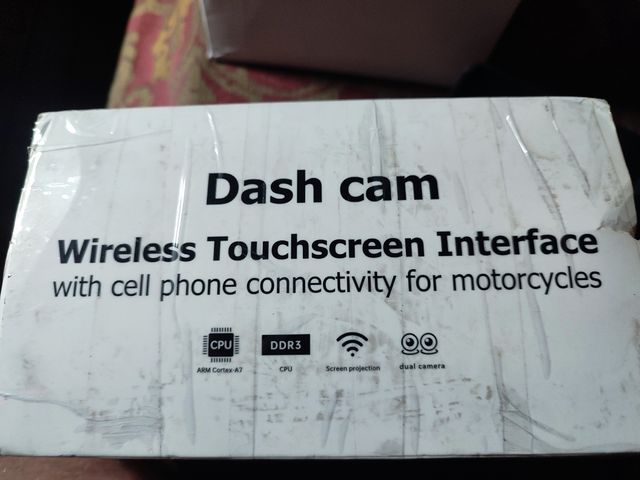 Dash cam
Wireless Touchscreen Interface
with cell phone connectivity for motorcycles
CPU DDR3
ARM Cortex-A7 CPU Screen projection dual camera